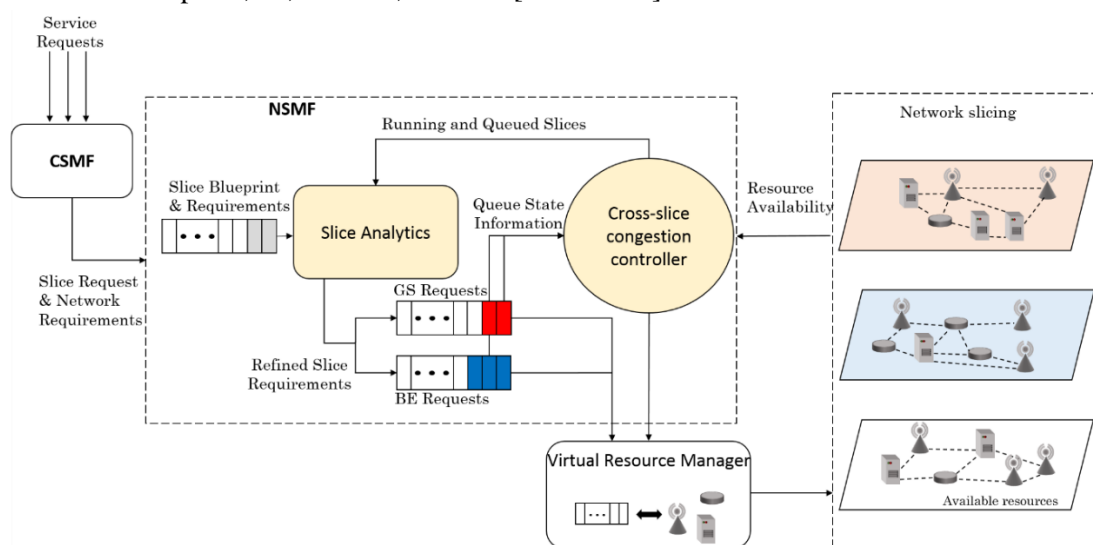 Service
Requests
CSMF
Slice Request
& Network
Requirements
NSMF
Running and Queued Slices
Slice Blueprint
& Requirements
Slice Analytics
Queue State
Information
Cross-slice
congestion
controller
GS Requests
Refined Slice
Requirements
BE Requests
Virtual Resource Manager
Resource
Availability
Network slicing
Available resources